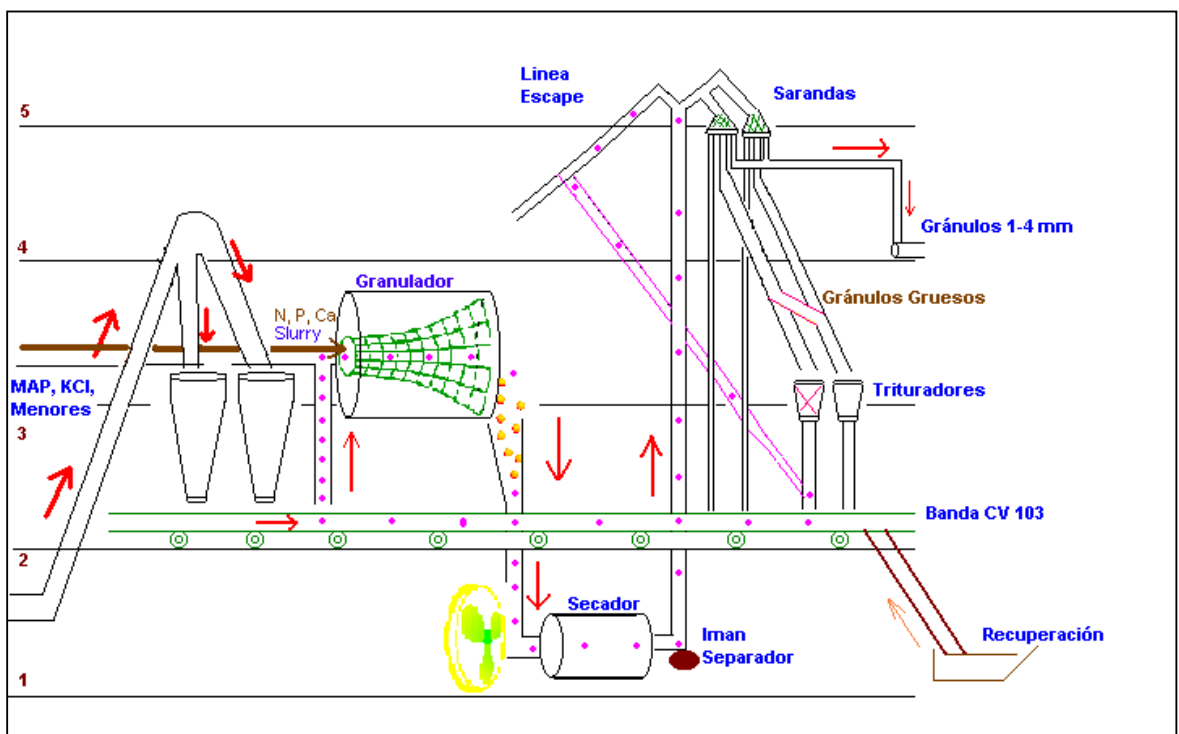 Linea
Escape
Sarandas
5
Gránulos 1-4 mm
4
Granulador
Gránulos Gruesos
N, P, Ca
Slurry
MAP, KCl,
Menores
Trituradores
3
Banda CV 103
2
Secador
Iman
Separador
Recuperación
1